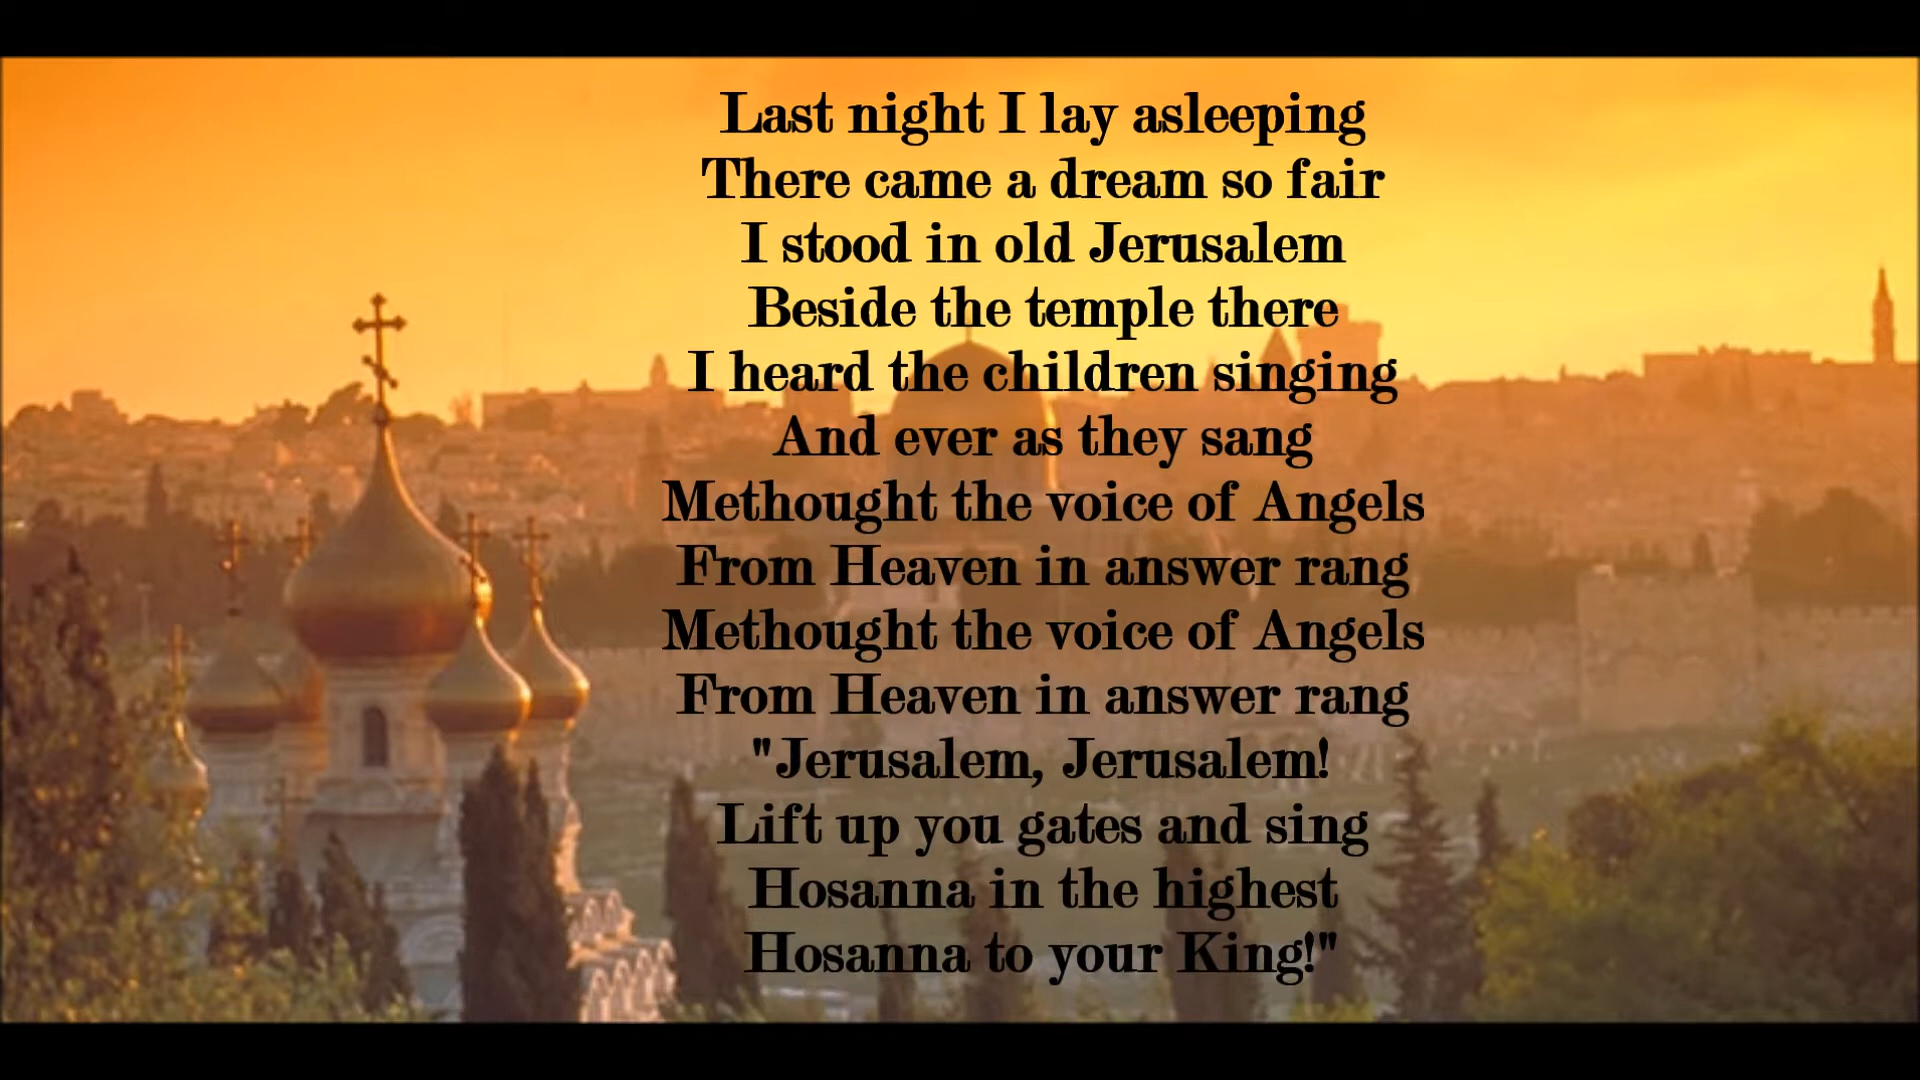 Last night I lay asleeping
There came a dream so fair
I stood in old Jerusalem
Beside the temple there
I heard the children singing
And ever as they sang
Methought the voice of Angels
From Heaven in answer rang
Methought the voice of Angels
From Heaven in answer rang
"Jerusalem, Jerusalem!
Lift up you gates and sing
Hosanna in the highest
Hosanna to your King!"